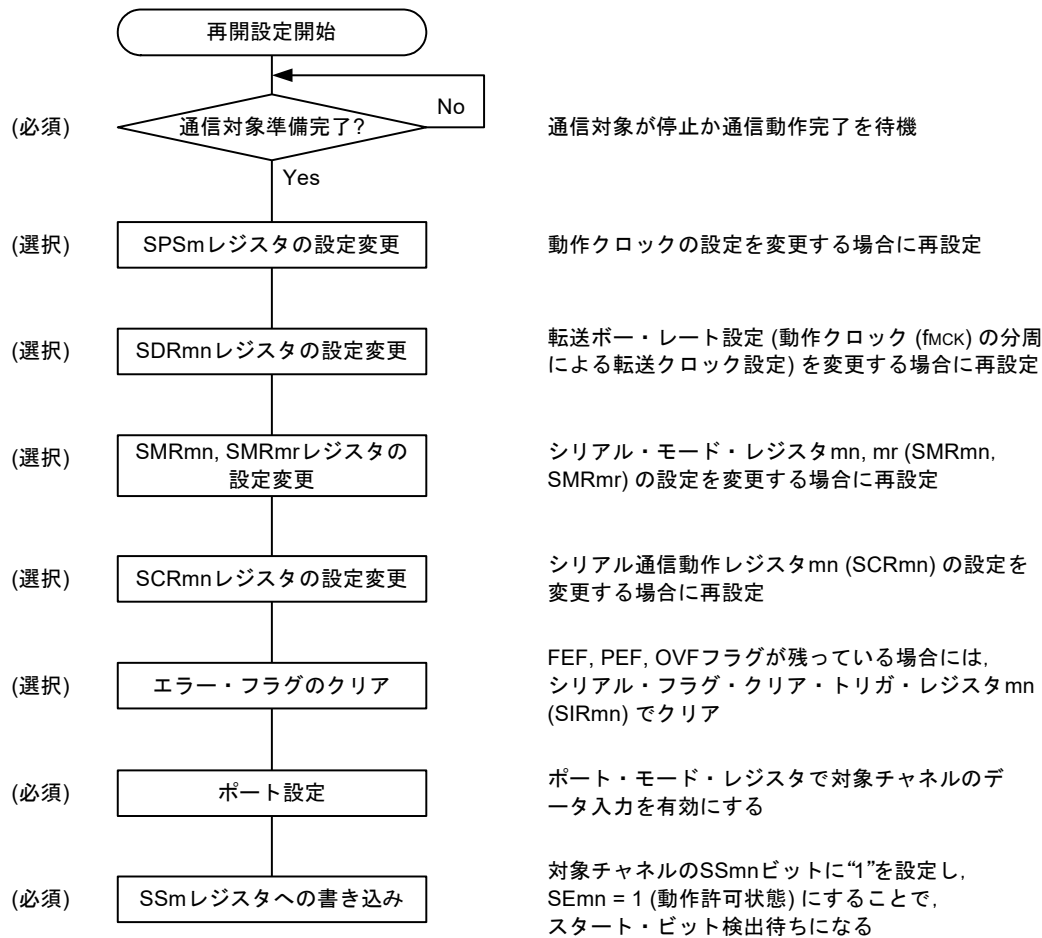 再開設定開始
No
(必須)
通信対象準備完了?
通信対象が停止か通信動作完了を待機
Yes
(選択)
SPSmレジスタの設定変更
動作クロックの設定を変更する場合に再設定
(選択)
SDRmnレジスタの設定変更
転送ボー・レート設定 (動作クロック (fMCK) の分周
による転送クロック設定) を変更する場合に再設定
(選択)
SMRmn, SMRmrレジスタの
設定変更
シリアル・モード・レジスタmn, mr (SMRmn,
SMRmr) の設定を変更する場合に再設定
(選択)
SCRmnレジスタの設定変更
シリアル通信動作レジスタmn (SCRmn) の設定を
変更する場合に再設定
(選択)
エラー・フラグのクリア
FEF, PEF, OVFフラグが残っている場合には,
シリアル・フラグ・クリア・トリガ・レジスタmn
(SIRmn) でクリア
(必須)
ポート設定
ポート・モード・レジスタで対象チャネルのデ
ータ入力を有効にする
(必須)
SSmレジスタへの書き込み
対象チャネルのSSmnビットに“1”を設定し,
SEmn = 1 (動作許可状態) にすることで,
スタート・ビット検出待ちになる